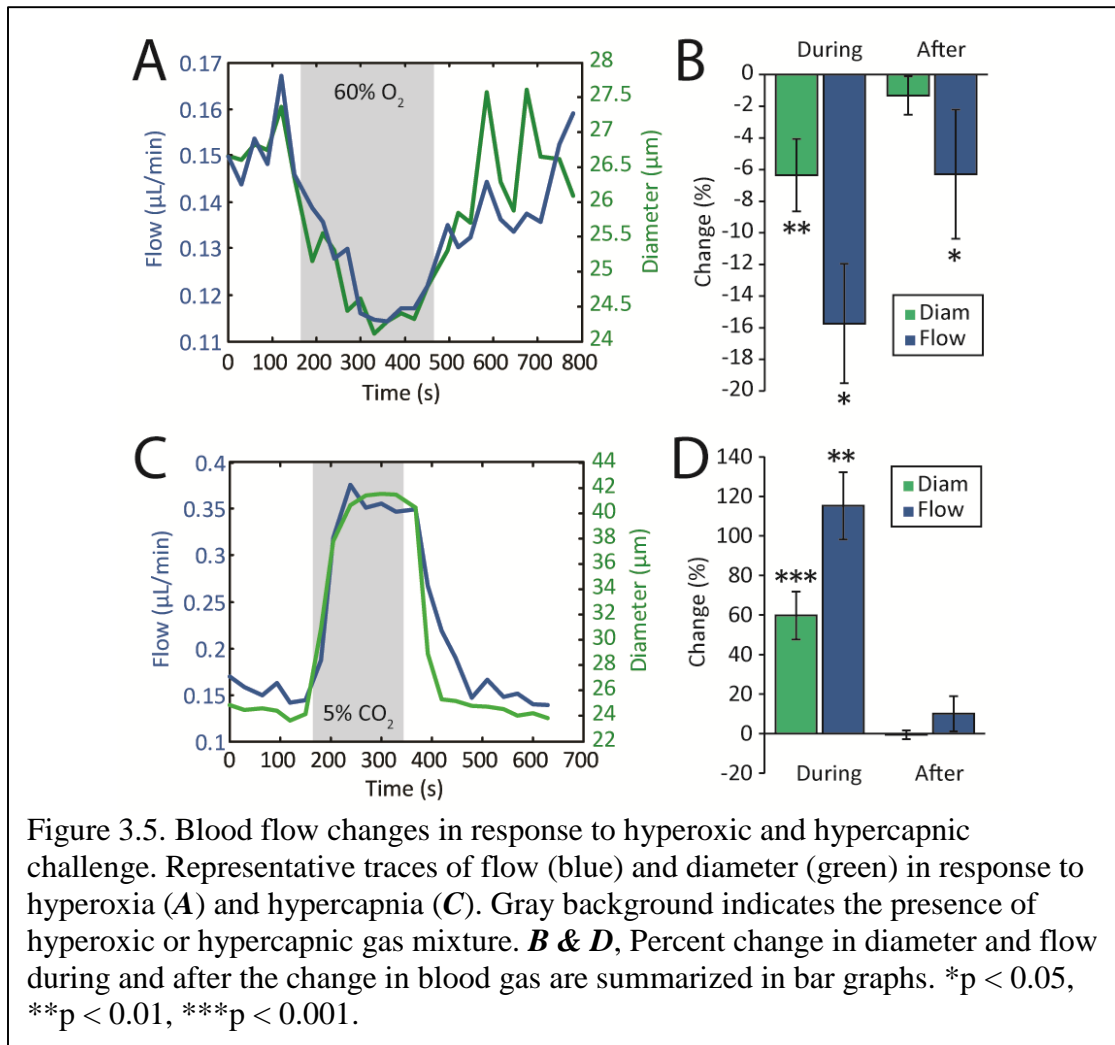 A
60% O2
0.17
0.16
0.15
0.14
0.13
0.12
0.11
Flow (µL/min)
28
27.5
27
26.5
26
25.5
25
24.5
24
Diameter (µm)
0 100 200 300 400 500 600 700 800
Time (s)
B
During After
0
-2
-4
-6
-8
-10
-12
-14
-16
-18
-20
Change (%)
**
*
*
Diam
Flow
C
0.4
0.35
0.3
0.25
0.2
0.15
0.1
Flow (µL/min)
5% CO2
44
42
40
38
36
34
32
30
28
26
24
22
Diameter (µm)
0 100 200 300 400 500 600 700
Time (s)
D
140
120
100
80
60
40
20
0
-20
Change (%)
***
**
Diam
Flow
During After
Figure 3.5. Blood flow changes in response to hyperoxic and hypercapnic
challenge. Representative traces of flow (blue) and diameter (green) in response to
hyperoxia (A) and hypercapnia (C). Gray background indicates the presence of
hyperoxic or hypercapnic gas mixture. B & D, Percent change in diameter and flow
during and after the change in blood gas are summarized in bar graphs. *p < 0.05,
**p < 0.01, ***p < 0.001.